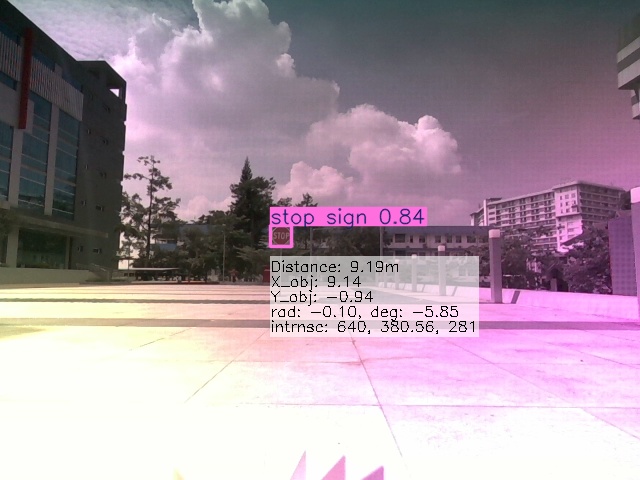 stop sign 0.84
STOP
Distance: 9.19m
X_obj: 9.14
Y_obj: -0.94
rad: -0.10, deg: -5.85
intrnsc: 640, 380.56, 281